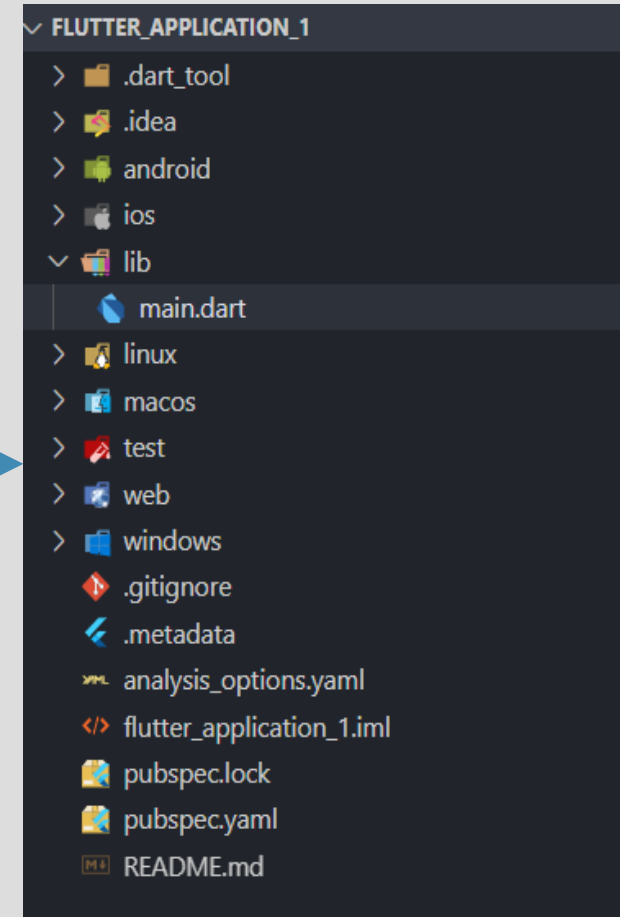 FLUTTER_APPLICATION_1
.dart_tool
.idea
android
ios
lib
main.dart
linux
macos
test
web
windows
.gitignore
.metadata
analysis_options.yaml
flutter_application_1.iml
pubspec.lock
pubspec.yaml
README.md